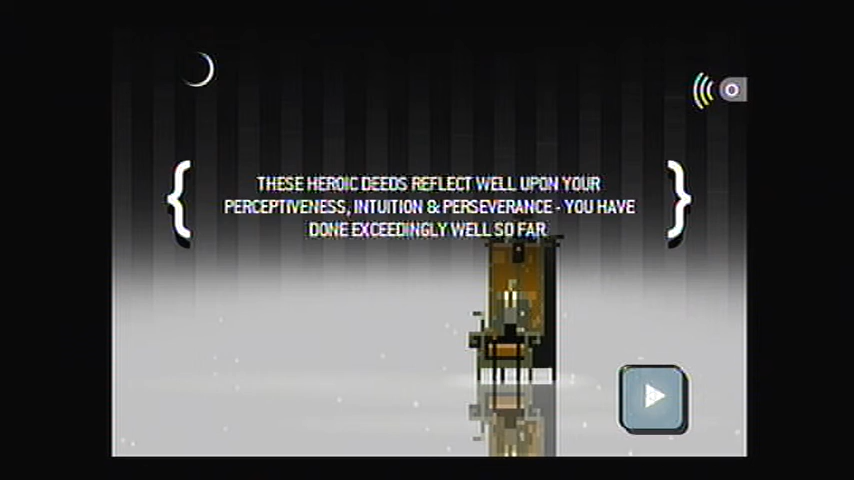 THESE HEROIC DEEDS REFLECT WELL UPON YOUR
PERCEPTIVENESS, INTUITION & PERSEVERANCE - YOU HAVE
DONE EXCEEDINGLY WELL SO FAR